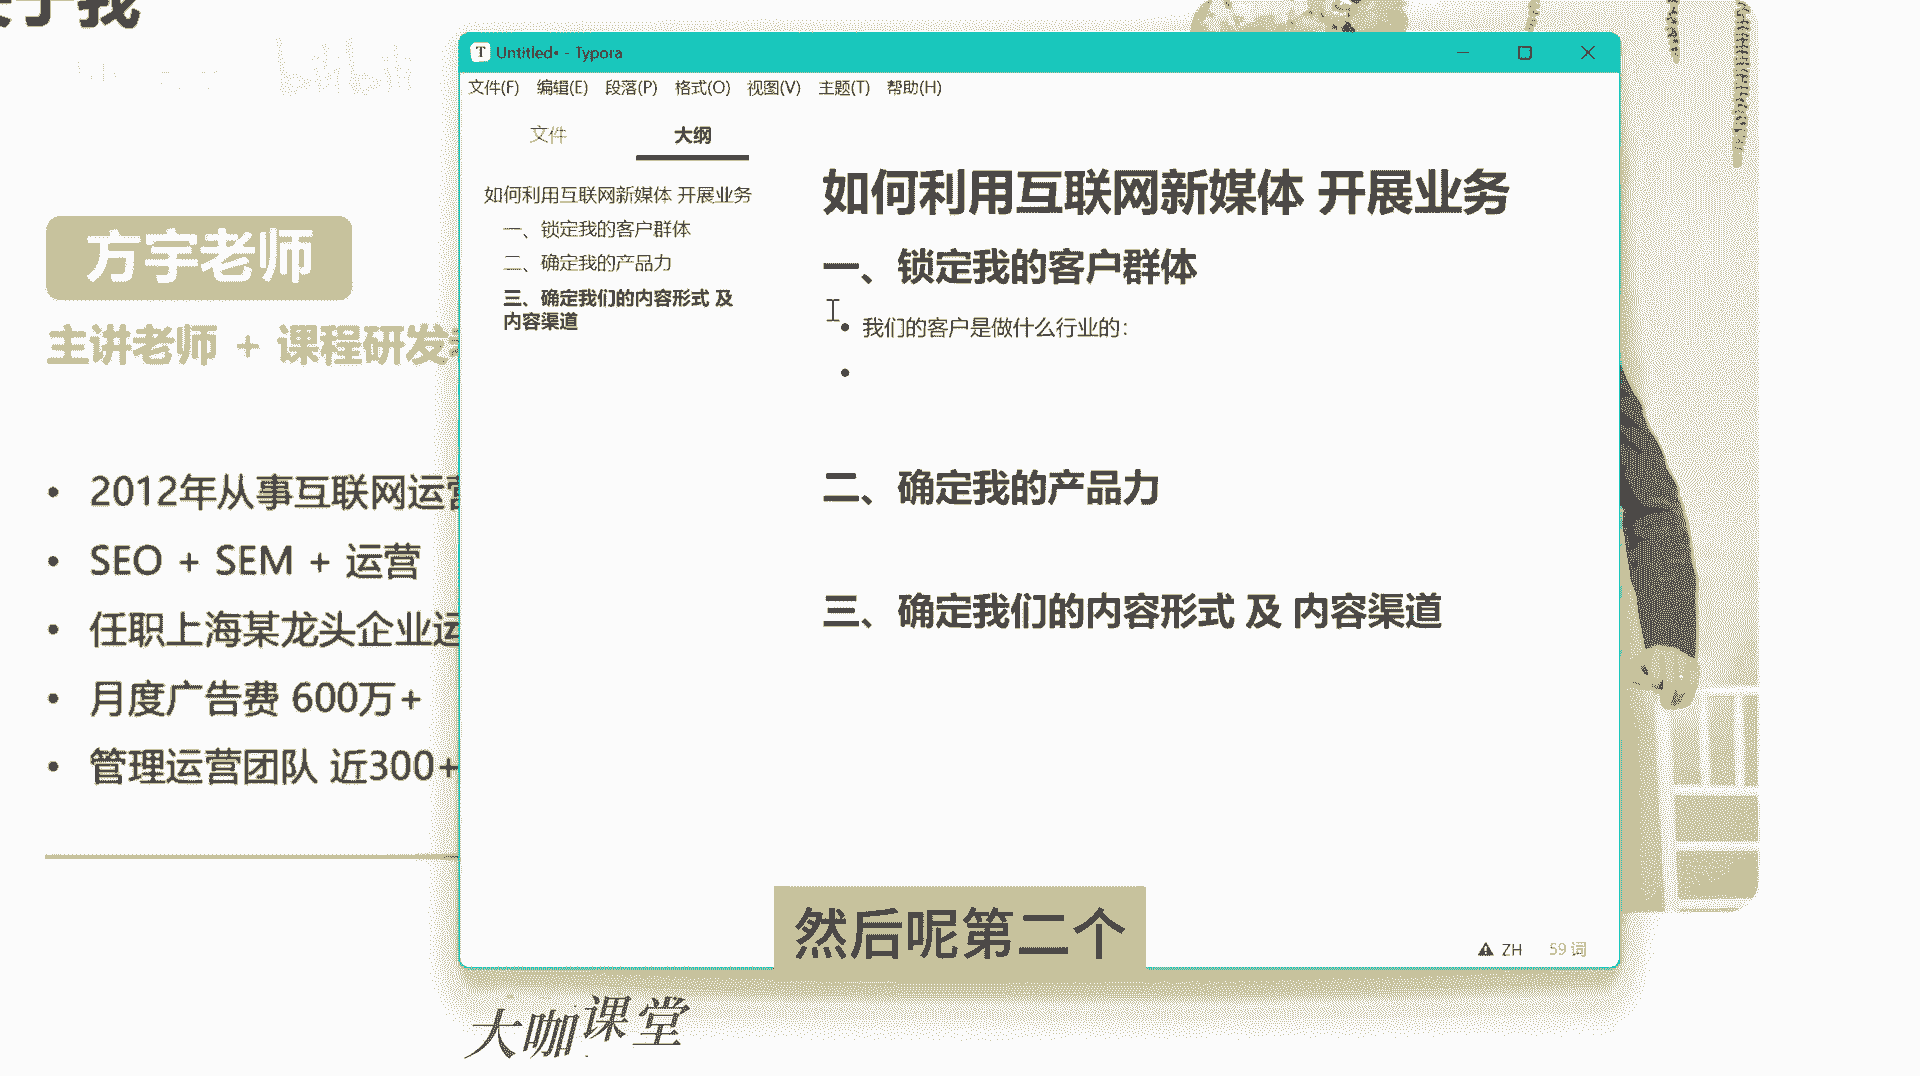 Untitled• - Typora
文件(F) 编辑(E) 段落(P) 格式(O) 视图(V) 主题(T) 帮助(H)
文件 大纲
如何利用互联网新媒体 开展业务
一、锁定我的客户群体
二、确定我的产品力
三、确定我们的内容形式 及
内容渠道
如何利用互联网新媒体 开展业务
一、锁定我的客户群体
• 我们的客户是做什么行业的：
•
二、确定我的产品力
三、确定我们的内容形式 及 内容渠道
ZH 59 词
方宇老师
主讲老师 + 课程研发
• 2012年从事互联网运营
• SEO + SEM + 运营
• 任职上海某龙头企业运
• 月度广告费 600万+
• 管理运营团队 近300+
然后呢第二个
大咖课堂
bilibili